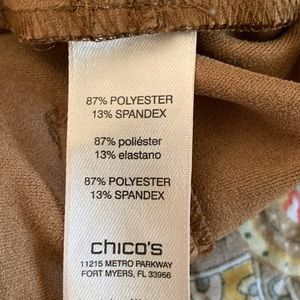 87% POLYESTER
13% SPANDEX
87% poliéster
13% elastano
87% POLYESTER
13% SPANDEX
chico's
11215 METRO PARKWAY
FORT MYERS, FL 33966